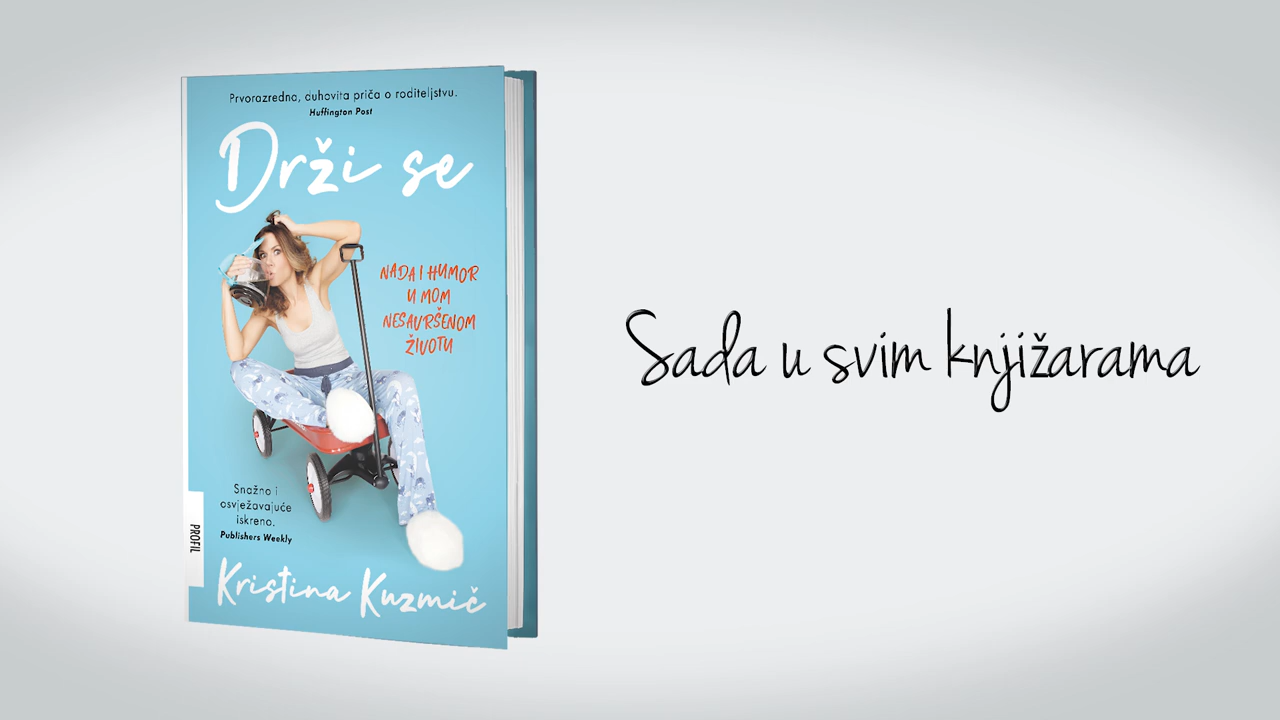 Prvorazredna, duhovita priča o roditeljstvu.
Huffington Post
Drži se
NADA I HUMOR
U MOM
NESAVRŠENOM
ŽIVOTU
Snažno i
osvježavajuće
iskreno.
Publishers Weekly
PROFIL
Kristina Kuzmič
Sada u svim knjižarama